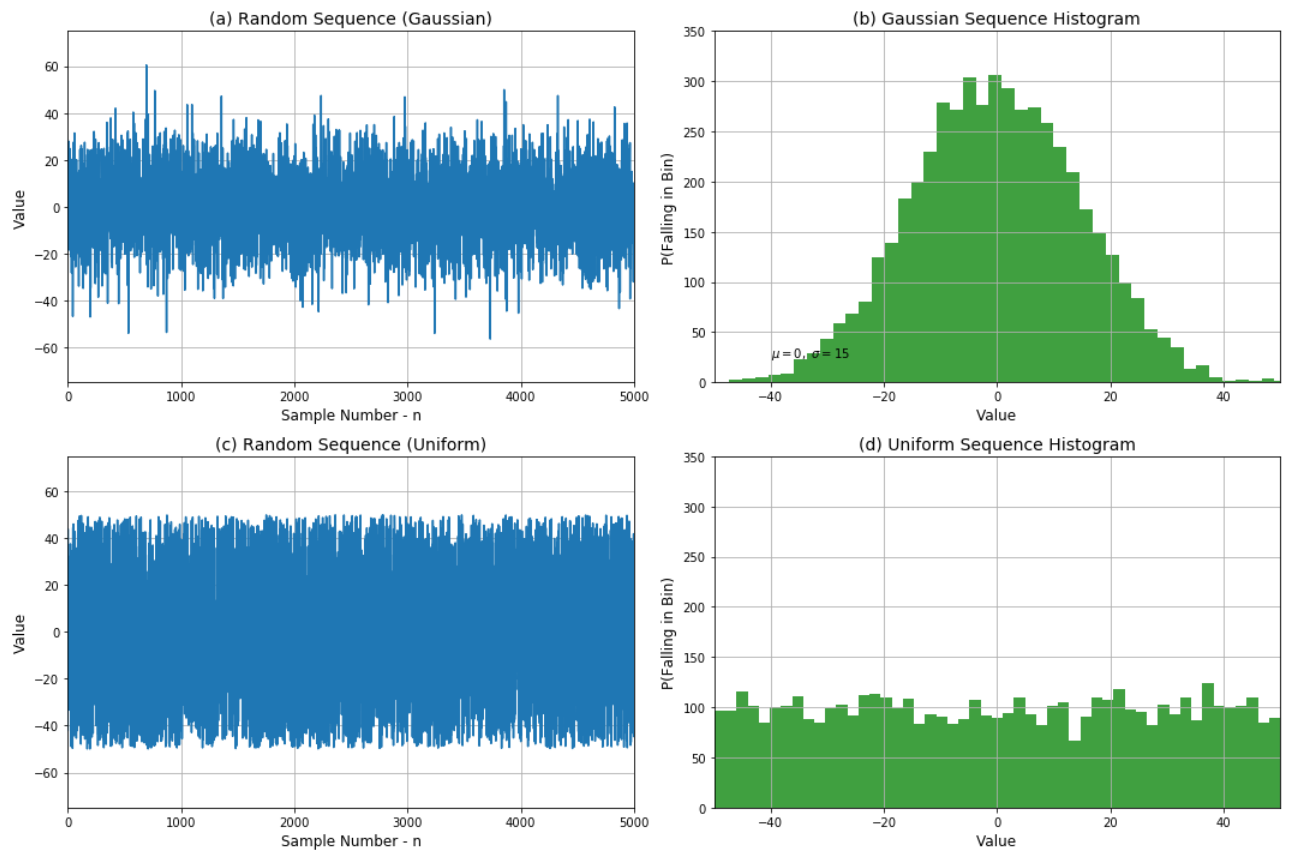 (a) Random Sequence (Gaussian)
60
40
20
0
−20
−40
−60
Value
0 1000 2000 3000 4000 5000
Sample Number - n
(b) Gaussian Sequence Histogram
350
300
250
200
150
100
50
0
P(Falling in Bin)
μ = 0, σ = 15
−40 −20 0 20 40
Value
(c) Random Sequence (Uniform)
60
40
20
0
−20
−40
−60
Value
0 1000 2000 3000 4000 5000
Sample Number - n
(d) Uniform Sequence Histogram
350
300
250
200
150
100
50
0
P(Falling in Bin)
−40 −20 0 20 40
Value